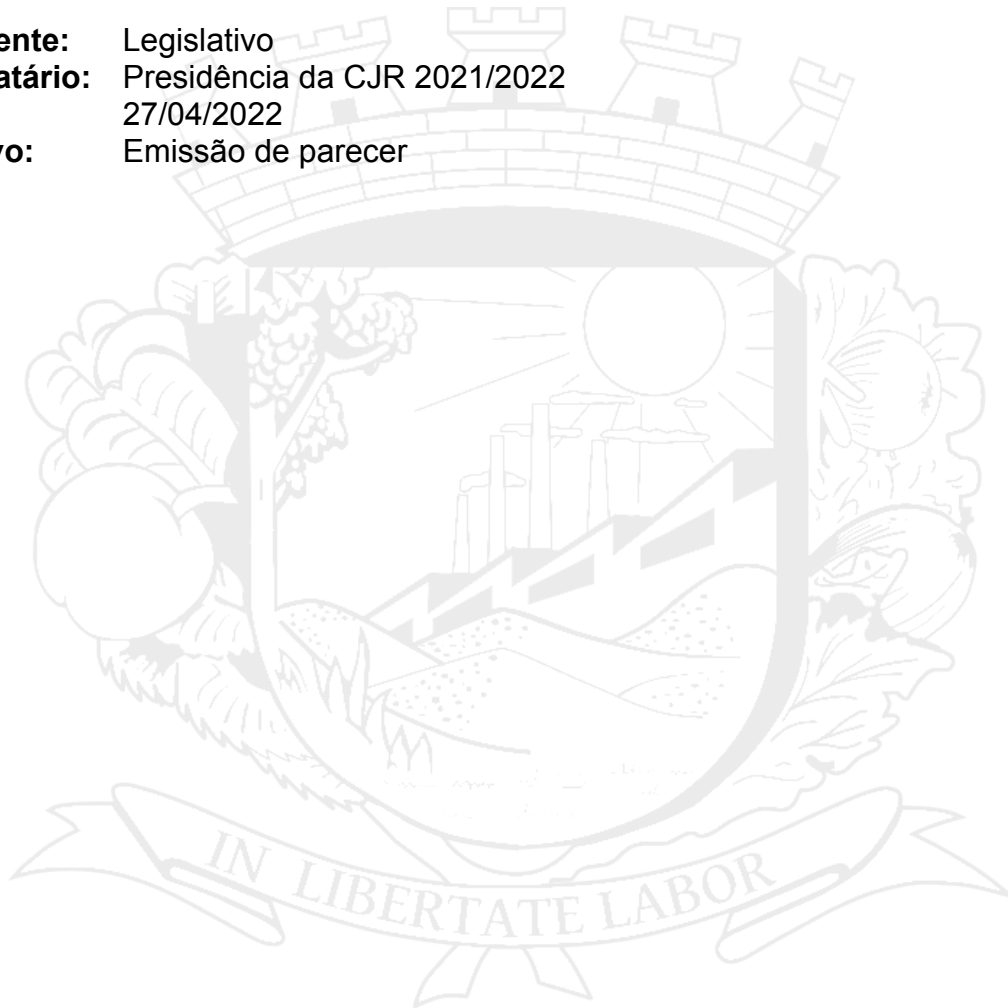 ente: Legislativo
atário: Presidência da CJR 2021/2022
27/04/2022
vo: Emissão de parecer
IN LIBERTATE LABOR